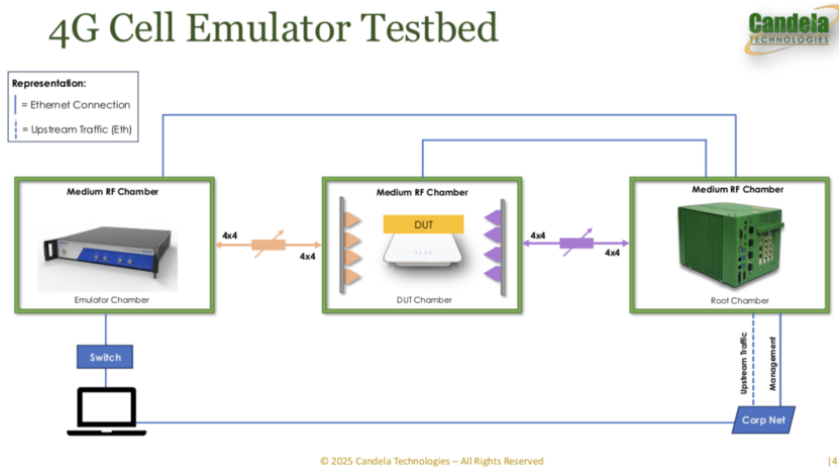 4G Cell Emulator Testbed
Candela
TECHNOLOGIES
Representation:
= Ethernet Connection
= Upstream Traffic (Eth)
Medium RF Chamber
Medium RF Chamber
Medium RF Chamber
DUT
4x4
4x4
4x4
4x4
Emulator Chamber
DUT Chamber
Root Chamber
Switch
Upstream Traffic
Management
Corp Net
© 2025 Candela Technologies – All Rights Reserved
|4